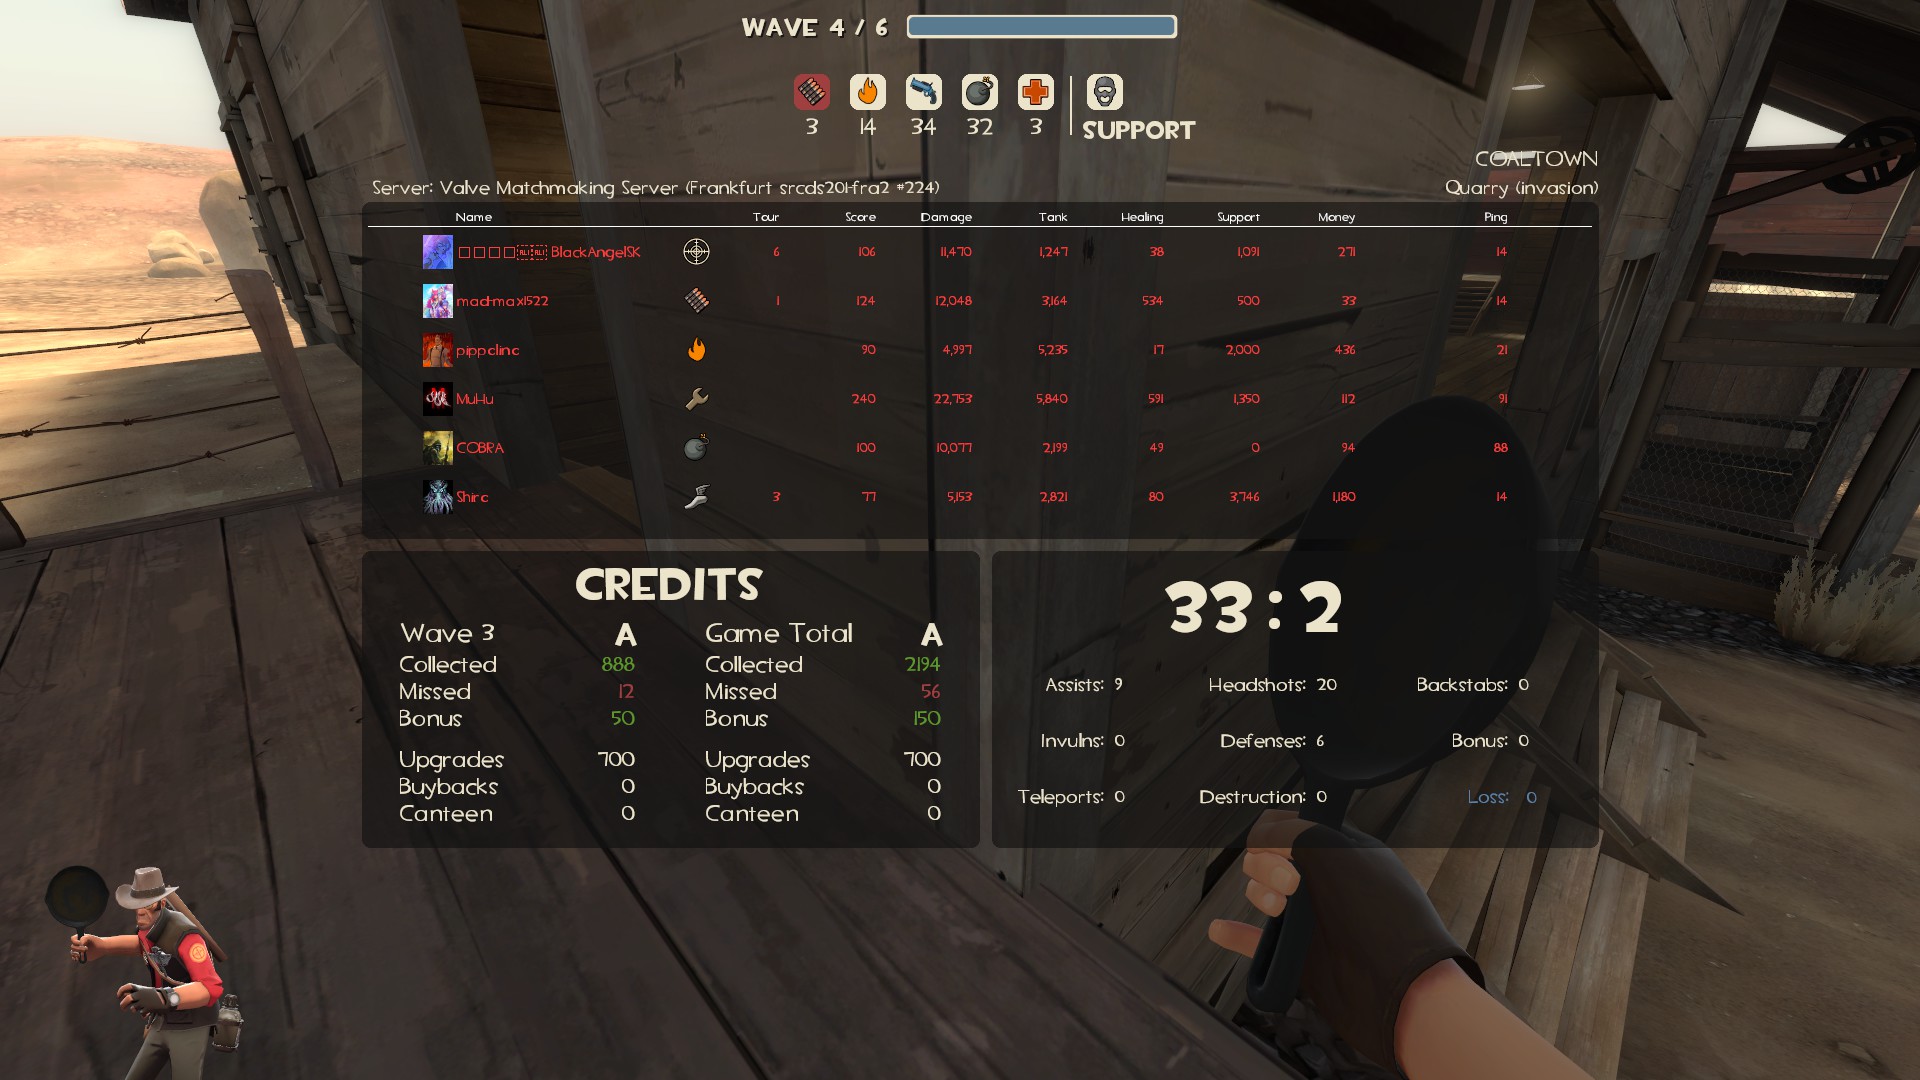 WAVE 4 / 6
3 14 34 32 3 SUPPORT
COALTOWN
Server: Valve Matchmaking Server (Frankfurt srcds201-fra2 #224) Quarry (invasion)
Name Tour Score Damage Tank Healing Support Money Ping
BlackAngelSK 6 106 11,470 1,247 38 1,091 271 14
mad-max1522 1 124 12,048 3,164 534 500 33 14
pippclinc 90 4,997 5,235 17 2,000 436 21
MuHu 240 22,753 5,840 591 1,350 112 91
COBRA 100 10,077 2,199 49 0 94 88
Shirc 3 77 5,153 2,821 80 3,746 1,180 14
CREDITS
Wave 3 A Game Total A
Collected 888 Collected 2194
Missed 12 Missed 56
Bonus 50 Bonus 150
Upgrades 700 Upgrades 700
Buybacks 0 Buybacks 0
Canteen 0 Canteen 0
33 : 2
Assists: 9 Headshots: 20 Backstabs: 0
Invulns: 0 Defenses: 6 Bonus: 0
Teleports: 0 Destruction: 0 Loss: 0